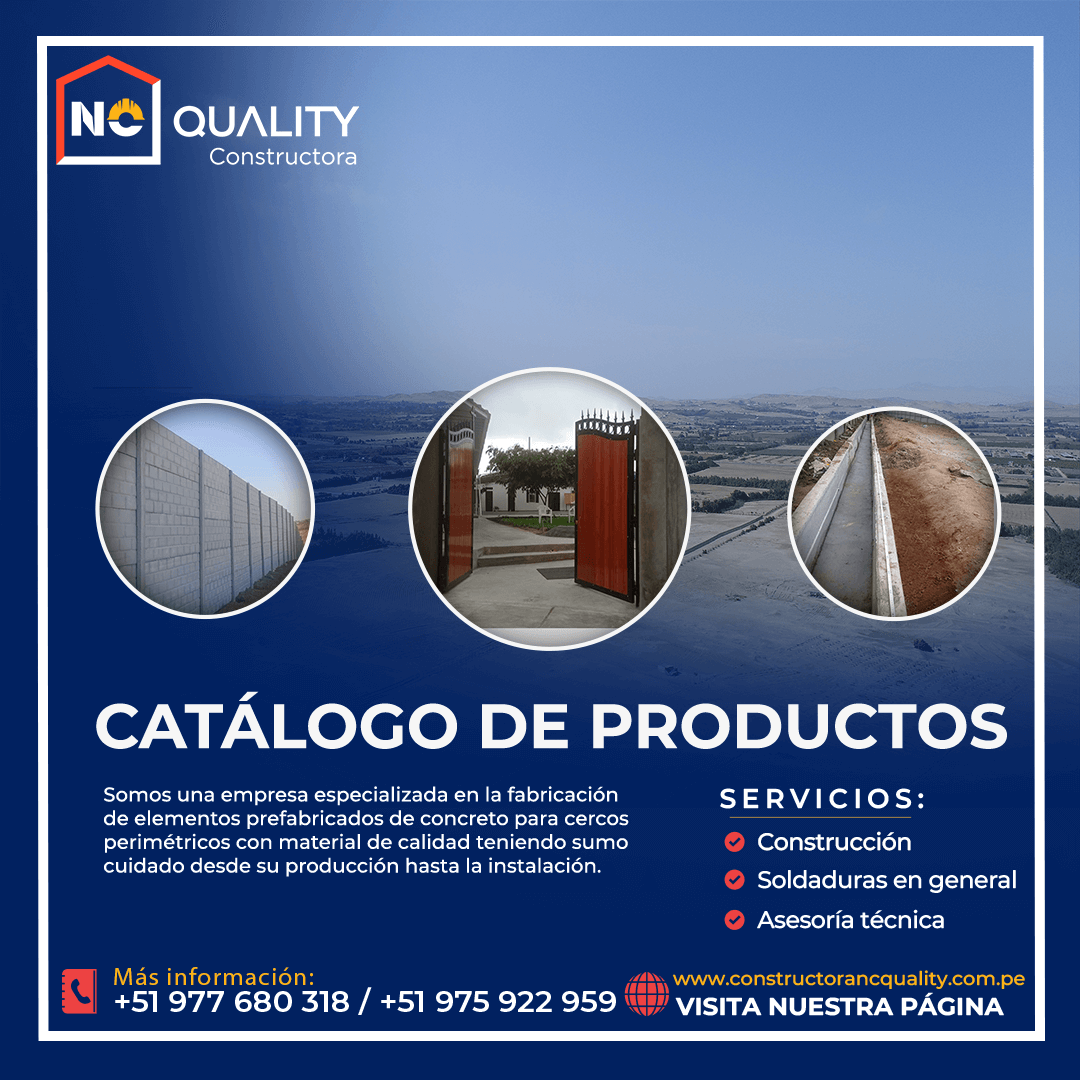 NC QUALITY
Constructora
CATÁLOGO DE PRODUCTOS
Somos una empresa especializada en la fabricación
de elementos prefabricados de concreto para cercos
perimétricos con material de calidad teniendo sumo
cuidado desde su producción hasta la instalación.
SERVICIOS:
Construcción
Soldaduras en general
Asesoría técnica
Más información:
+51 977 680 318 / +51 975 922 959
www.constructorancquality.com.pe
VISITA NUESTRA PÁGINA